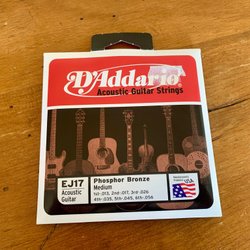 D'Addario
Acoustic Guitar Strings
EJ17
Acoustic
Guitar
Phosphor Bronze
Medium
1st-.013, 2nd-.017, 3rd-.026
4th-.035, 5th-.045, 6th-.056
USA